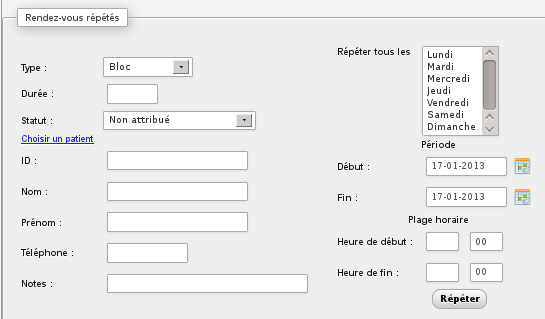 Rendez-vous répétés
Type :
Bloc
Durée :
Statut :
Non attribué
Choisir un patient
ID :
Nom :
Prénom :
Téléphone :
Notes :
Répéter tous les
Lundi
Mardi
Mercredi
Jeudi
Vendredi
Samedi
Dimanche
Période
Début :
17-01-2013
Fin :
17-01-2013
Plage horaire
Heure de début :
00
Heure de fin :
00
Répéter